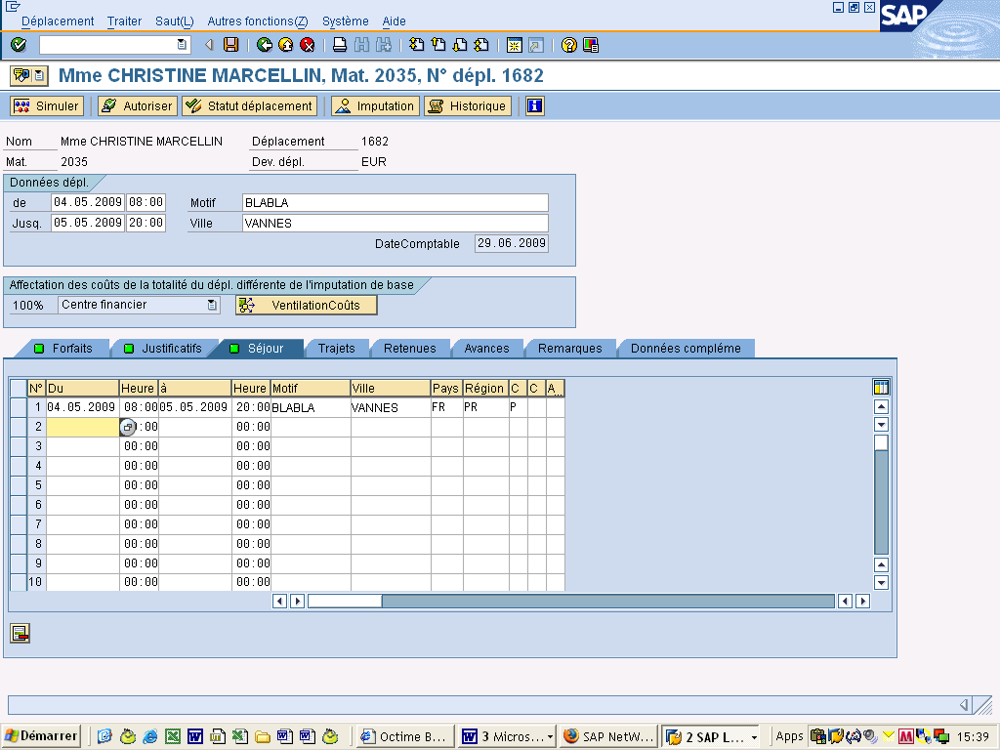 Déplacement Traiter Saut(L) Autres fonctions(Z) Système Aide
SAP
Mme CHRISTINE MARCELLIN, Mat. 2035, N° dépl. 1682
Simuler Autoriser Statut déplacement Imputation Historique
Nom Mme CHRISTINE MARCELLIN Déplacement 1682
Mat. 2035 Dev. dépl. EUR
Données dépl.
de 04.05.2009 08:00 Motif BLABLA
Jusq. 05.05.2009 20:00 Ville VANNES
DateComptable 29.06.2009
Affectation des coûts de la totalité du dépl. différente de l'imputation de base
100% Centre financier VentilationCoûts
Forfaits Justificatifs Séjour Trajets Retenues Avances Remarques Données compléme
N° Du Heure à Heure Motif Ville Pays Région C C A...
1 04.05.2009 08:00 05.05.2009 20:00 BLABLA VANNES FR PR P
2 :00 00:00
3 00:00 00:00
4 00:00 00:00
5 00:00 00:00
6 00:00 00:00
7 00:00 00:00
8 00:00 00:00
9 00:00 00:00
10 00:00 00:00
Démarrer Octime B... 3 Micros... SAP NetW... 2 SAP L... Apps 15:39